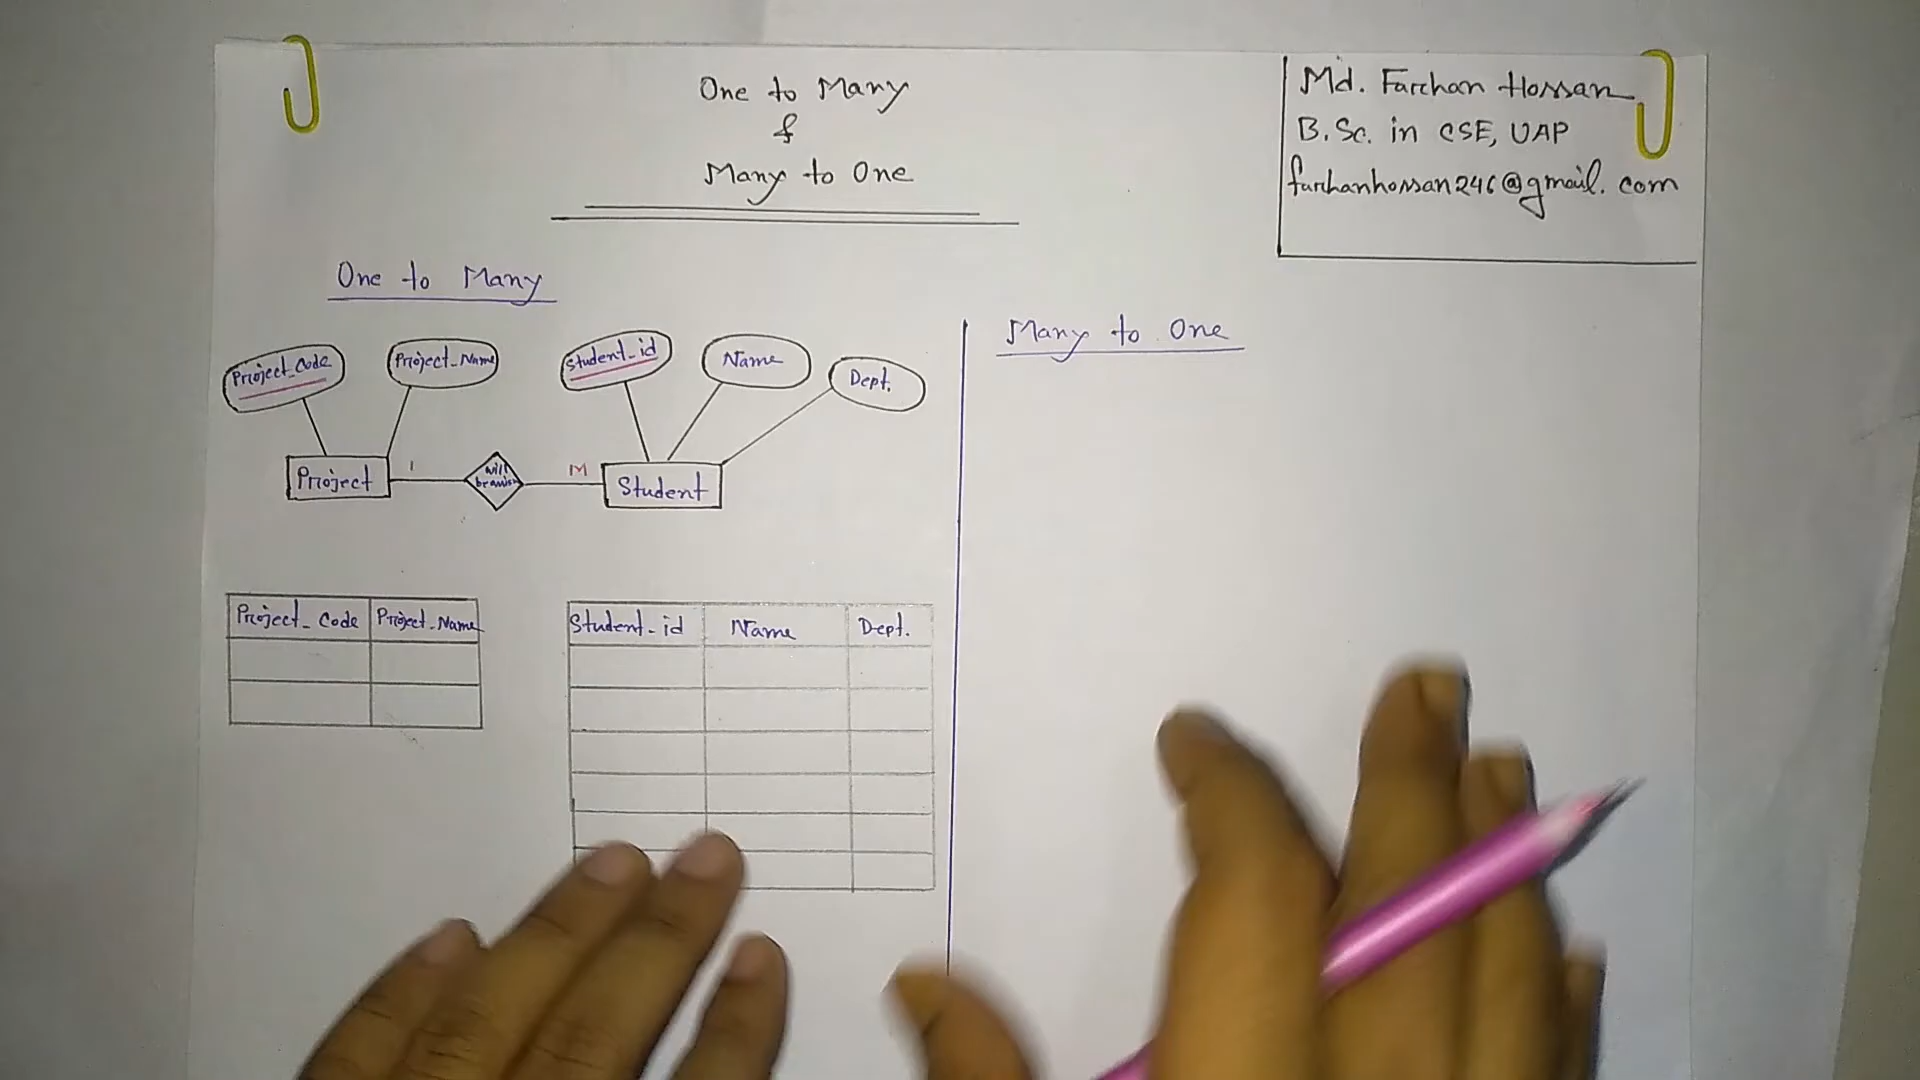 One to Many
&
Many to One
Md. Farhan Hossan
B.Sc. in CSE, UAP
farhanhossan246@gmail.com
One to Many
Project_Code
Project_Name
Student_id
Name
Dept.
Project
1
will
M
Student
Project_Code
Project_Name
Student_id
Name
Dept.
Many to One